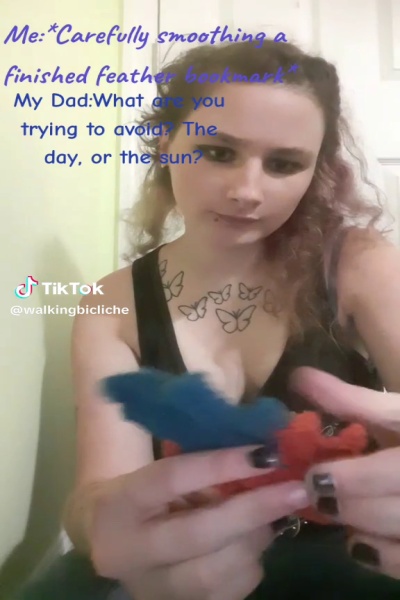 Me:*Carefully smoothing a
finished feather bookmark*
My Dad:What are you
trying to avoid? The
day, or the sun?
TikTok
@walkingbicliche